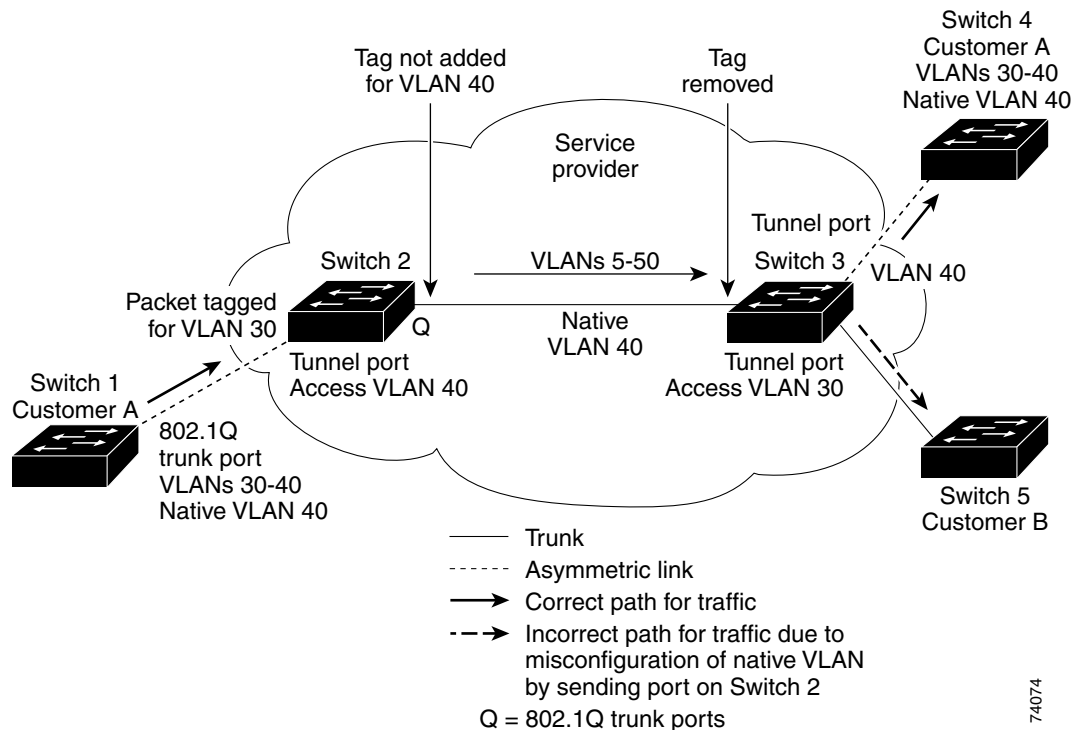 Tag not added
for VLAN 40
Tag
removed
Switch 4
Customer A
VLANs 30-40
Native VLAN 40
Service
provider
Tunnel port
Switch 2
VLANs 5-50
Switch 3
VLAN 40
Packet tagged
for VLAN 30
Q
Native
VLAN 40
Tunnel port
Access VLAN 40
Tunnel port
Access VLAN 30
Switch 1
Customer A
802.1Q
trunk port
VLANs 30-40
Native VLAN 40
Switch 5
Customer B
Trunk
Asymmetric link
Correct path for traffic
Incorrect path for traffic due to
misconfiguration of native VLAN
by sending port on Switch 2
Q = 802.1Q trunk ports
74074